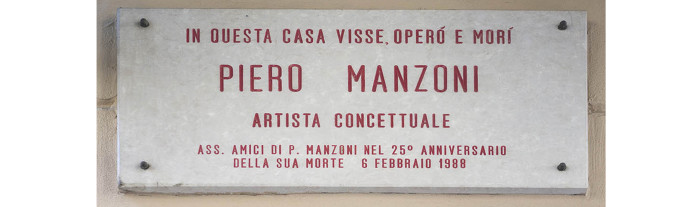 IN QUESTA CASA VISSE, OPERÓ E MORÍ
PIERO MANZONI
ARTISTA CONCETTUALE
ASS. AMICI DI P. MANZONI NEL 25° ANNIVERSARIO
DELLA SUA MORTE 6 FEBBRAIO 1988